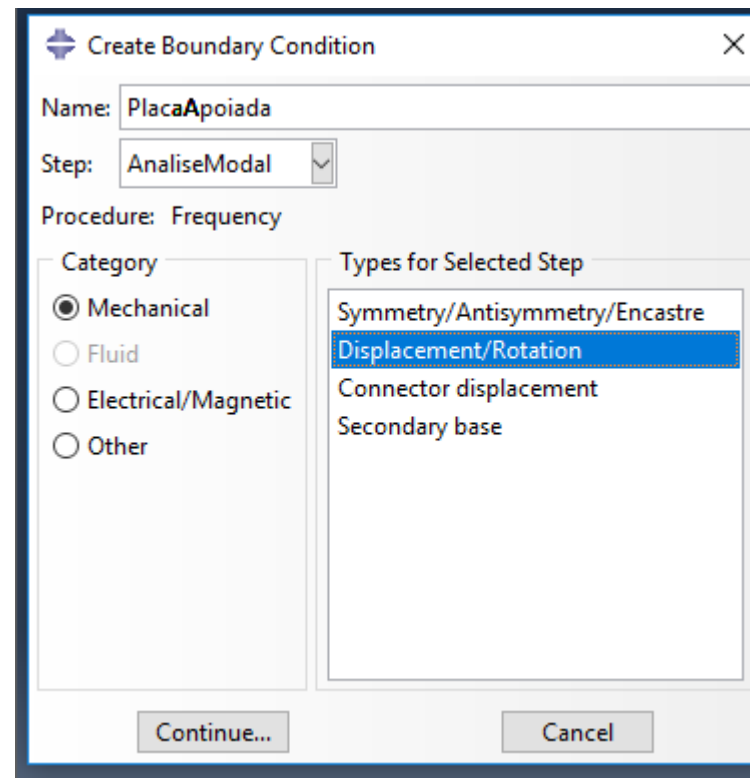 Create Boundary Condition
Name: PlacaApoiada
Step: AnaliseModal
Procedure: Frequency
Category
Mechanical
Fluid
Electrical/Magnetic
Other
Types for Selected Step
Symmetry/Antisymmetry/Encastre
Displacement/Rotation
Connector displacement
Secondary base
Continue... Cancel